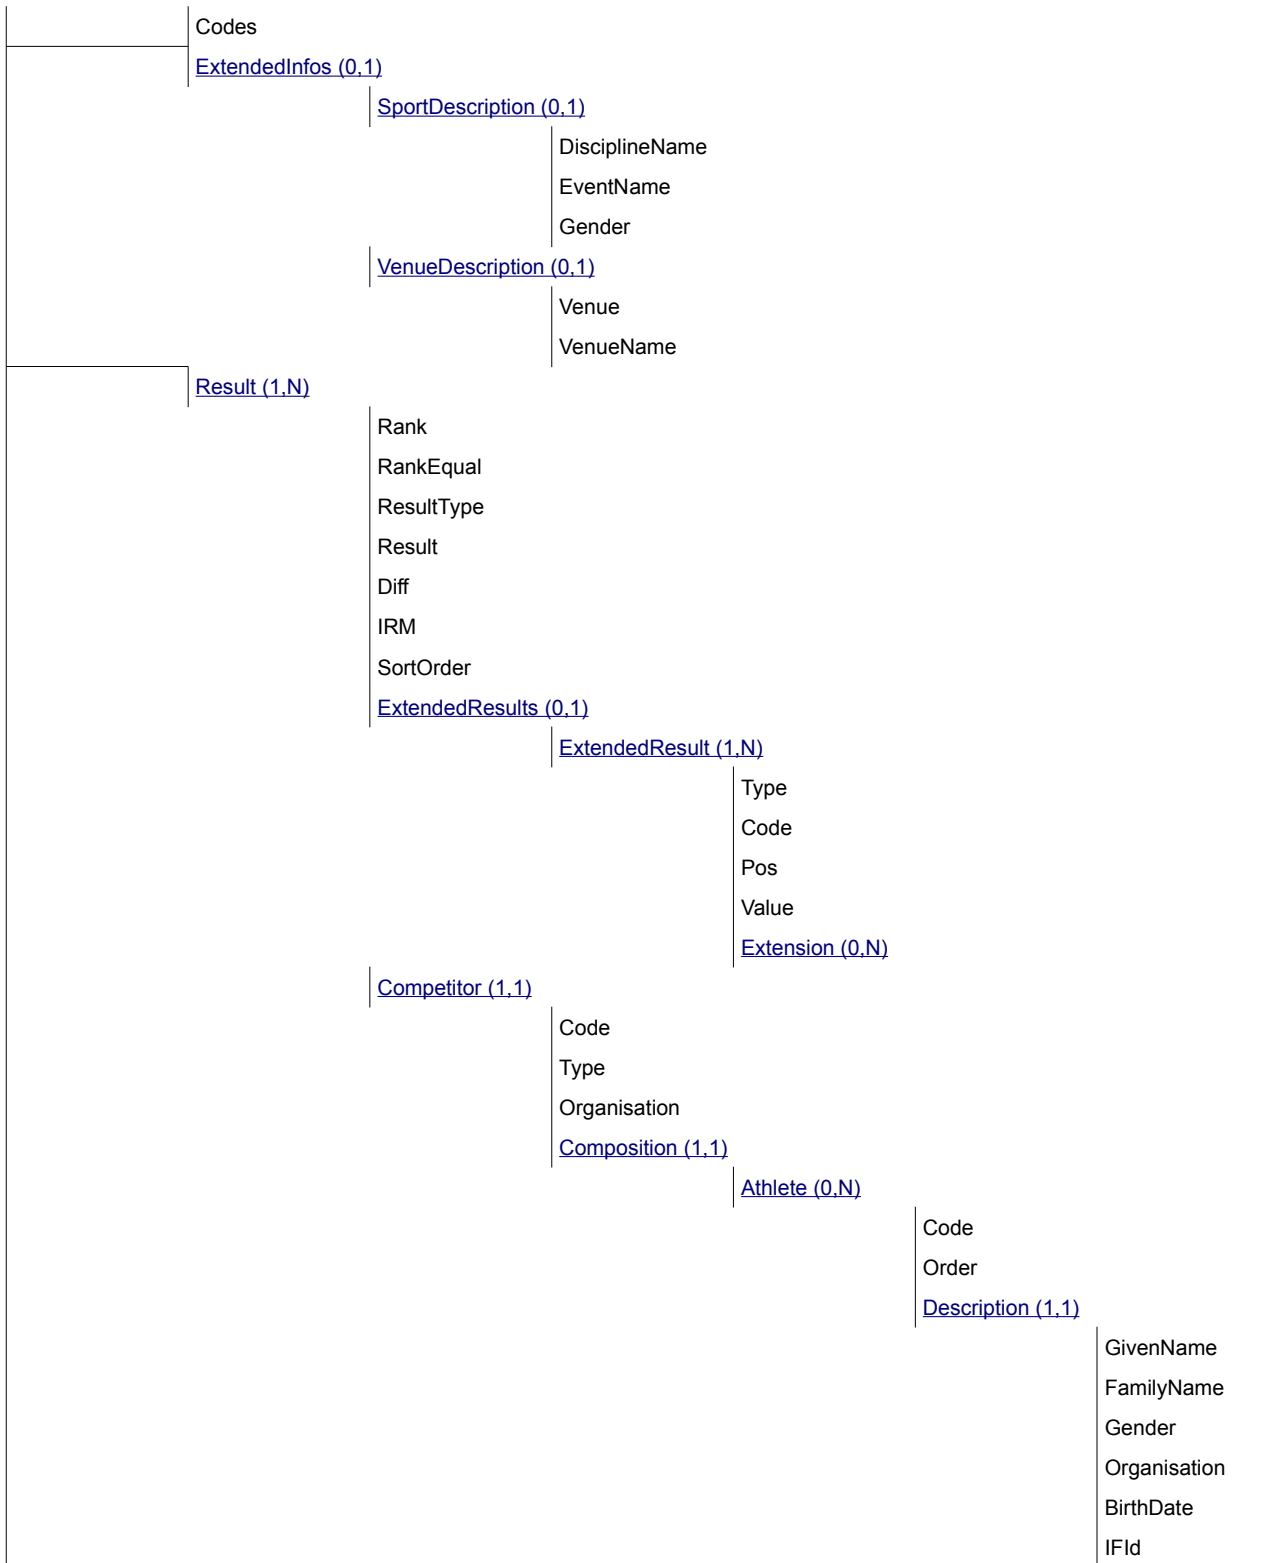 Codes
ExtendedInfos (0,1)
SportDescription (0,1)
DisciplineName
EventName
Gender
VenueDescription (0,1)
Venue
VenueName
Result (1,N)
Rank
RankEqual
ResultType
Result
Diff
IRM
SortOrder
ExtendedResults (0,1)
ExtendedResult (1,N)
Type
Code
Pos
Value
Extension (0,N)
Competitor (1,1)
Code
Type
Organisation
Composition (1,1)
Athlete (0,N)
Code
Order
Description (1,1)
GivenName
FamilyName
Gender
Organisation
BirthDate
IFId